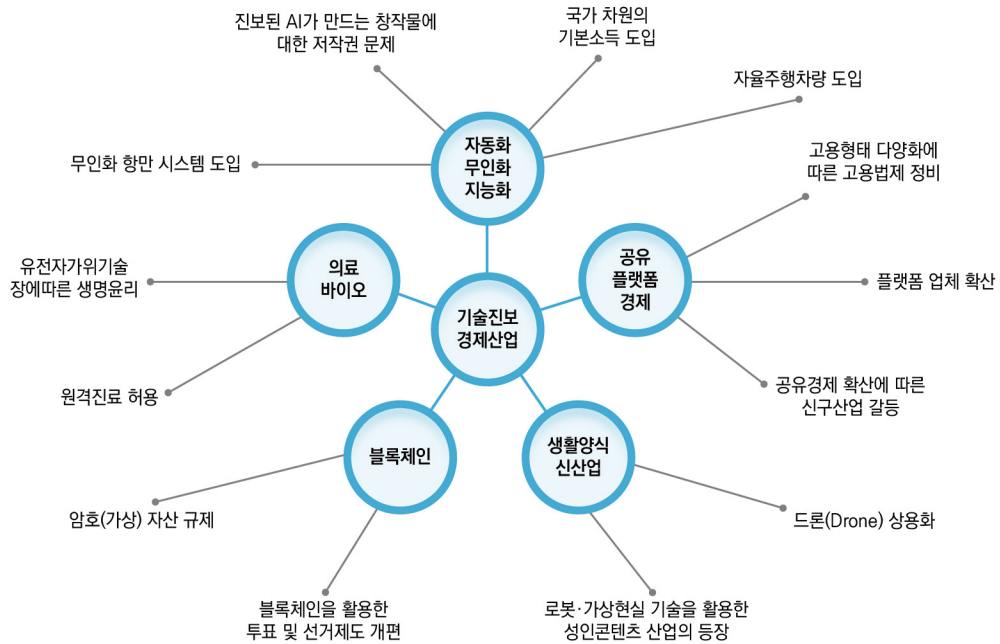 진보된 AI가 만드는 창작물에
대한 저작권 문제
국가 차원의
기본소득 도입
자율주행차량 도입
무인화 항만 시스템 도입
자동화
무인화
지능화
고용형태 다양화에
따른 고용법제 정비
유전자가위기술
장에따른 생명윤리
의료
바이오
공유
플랫폼
경제
플랫폼 업체 확산
기술진보
경제산업
원격진료 허용
공유경제 확산에 따른
신구산업 갈등
블록체인
생활양식
신산업
암호(가상) 자산 규제
드론(Drone) 상용화
블록체인을 활용한
투표 및 선거제도 개편
로봇·가상현실 기술을 활용한
성인콘텐츠 산업의 등장